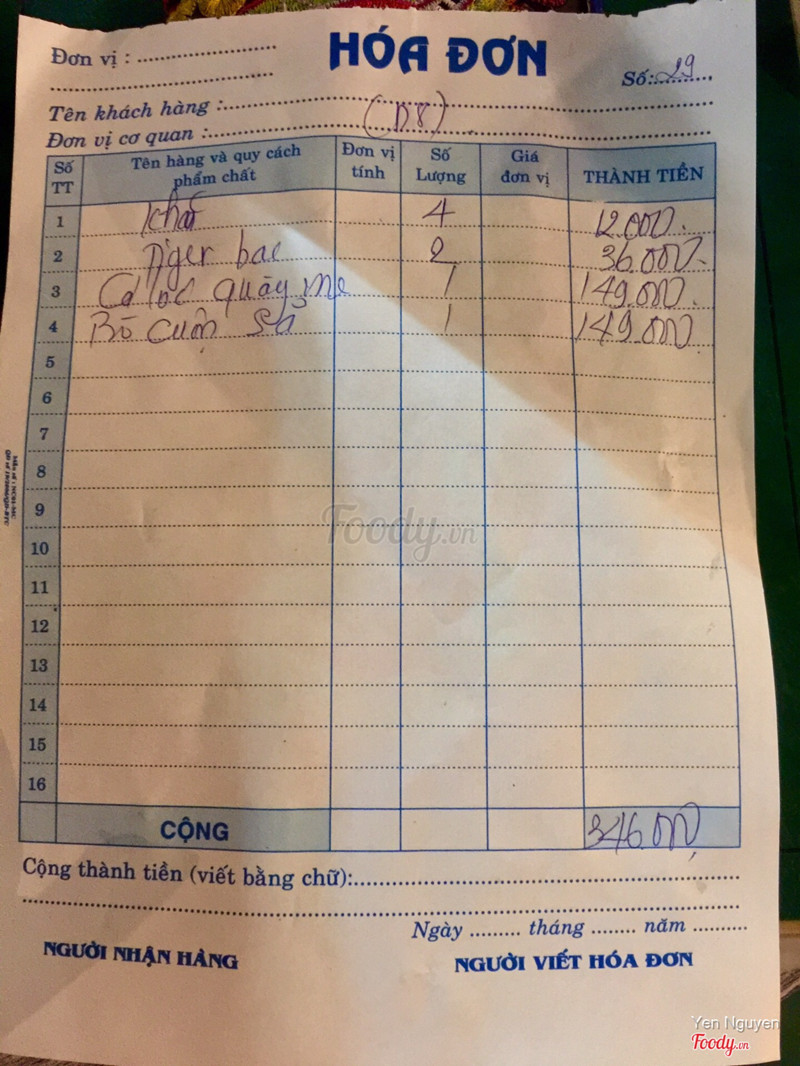 HÓA ĐƠN
Đơn vị :
Số: 29
Tên khách hàng :
(D8)
Đơn vị cơ quan :
Số TT Tên hàng và quy cách phẩm chất Đơn vị tính Số Lượng Giá đơn vị THÀNH TIỀN
1 Khăn 4 12.000
2 Tiger bac 2 36.000
3 Cá lóc quay me 1 149.000
4 Bò cuộn 1 149.000
5
6
7
8
9
10
11
12
13
14
15
16
CỘNG 346.000
Cộng thành tiền (viết bằng chữ):
Ngày ......... tháng ........ năm ..........
NGƯỜI NHẬN HÀNG NGƯỜI VIẾT HÓA ĐƠN
Foody.vn
Yen Nguyen
Foody.vn